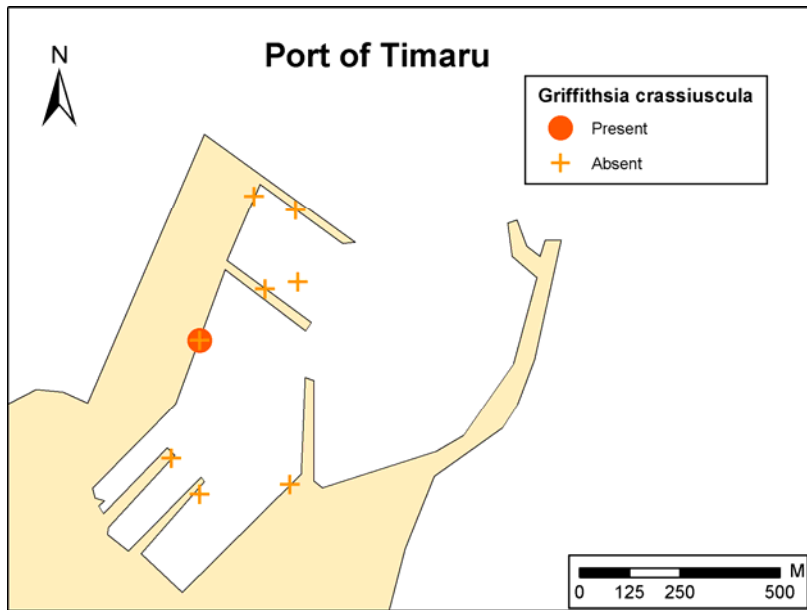 Port of Timaru
N
Griffithsia crassiuscula
Present
Absent
M
0 125 250 500